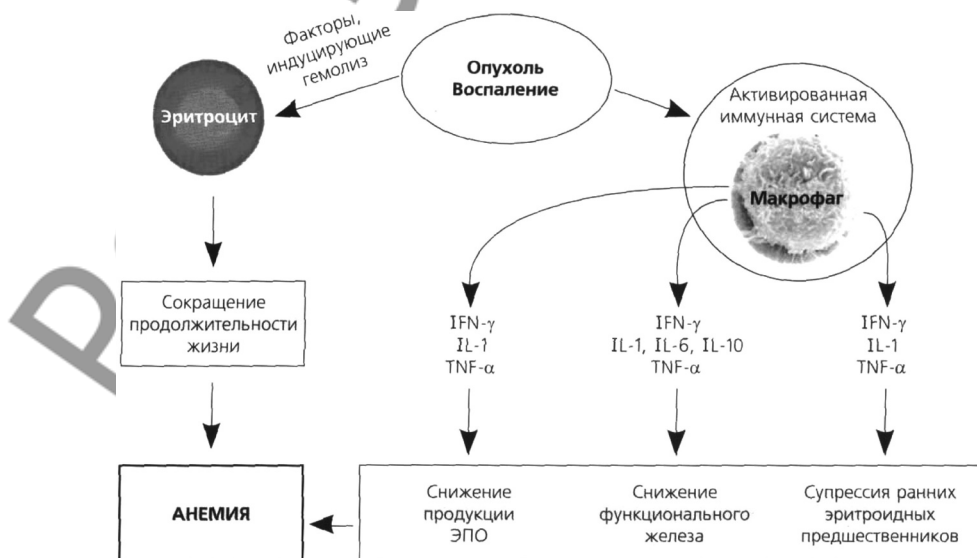 Факторы,
индуцирующие
гемолиз
Опухоль
Воспаление
Эритроцит
Активированная
иммунная система
Макрофаг
Сокращение
продолжительности
жизни
IFN-γ
IL-1
TNF-α
IFN-γ
IL-1, IL-6, IL-10
TNF-α
IFN-γ
IL-1
TNF-α
АНЕМИЯ
Снижение
продукции
ЭПО
Снижение
функционального
железа
Супрессия ранних
эритроидных
предшественников